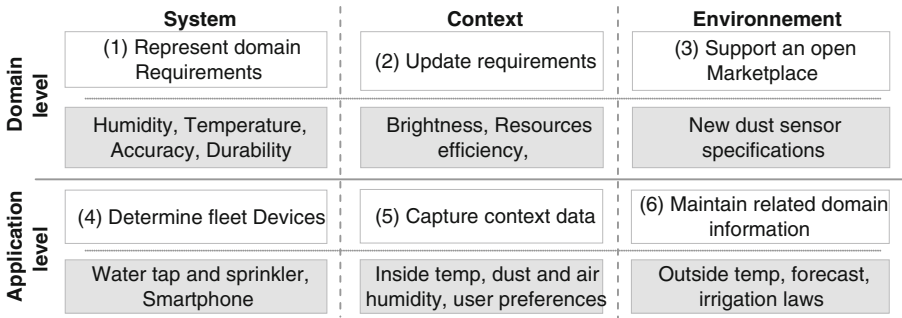 System
Context
Environnement
Domain
level
(1) Represent domain
Requirements
(2) Update requirements
(3) Support an open
Marketplace
Humidity, Temperature,
Accuracy, Durability
Brightness, Resources
efficiency,
New dust sensor
specifications
Application
level
(4) Determine fleet Devices
(5) Capture context data
(6) Maintain related domain
information
Water tap and sprinkler,
Smartphone
Inside temp, dust and air
humidity, user preferences
Outside temp, forecast,
irrigation laws